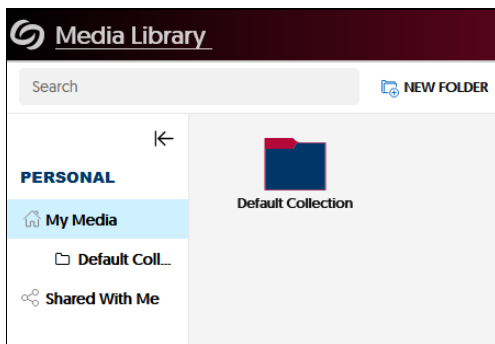 Media Library
Search
NEW FOLDER
PERSONAL
My Media
Default Coll...
Shared With Me
Default Collection